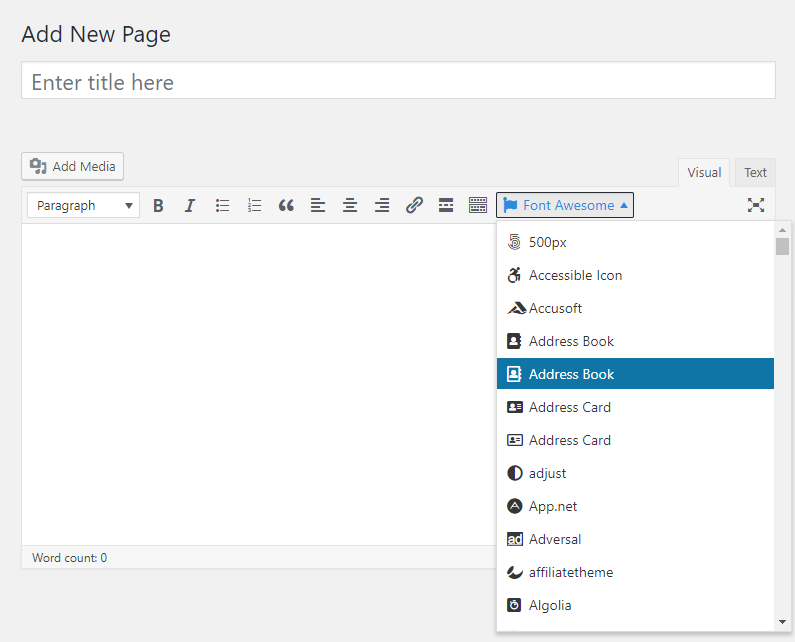 Add New Page
Enter title here
Add Media
Visual
Text
Paragraph
B
I
Font Awesome
500px
Accessible Icon
Accusoft
Address Book
Address Book
Address Card
Address Card
adjust
App.net
ad
Adversal
affiliatetheme
Algolia
Word count: 0